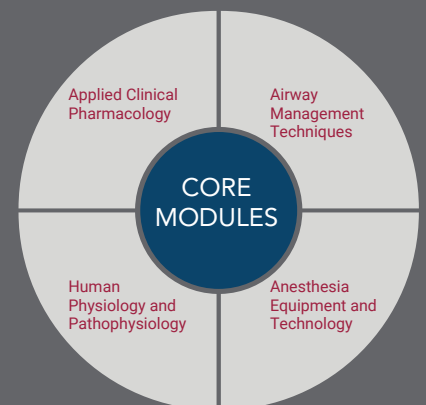 Applied Clinical
Pharmacology
Airway
Management
Techniques
CORE
MODULES
Human
Physiology and
Pathophysiology
Anesthesia
Equipment and
Technology